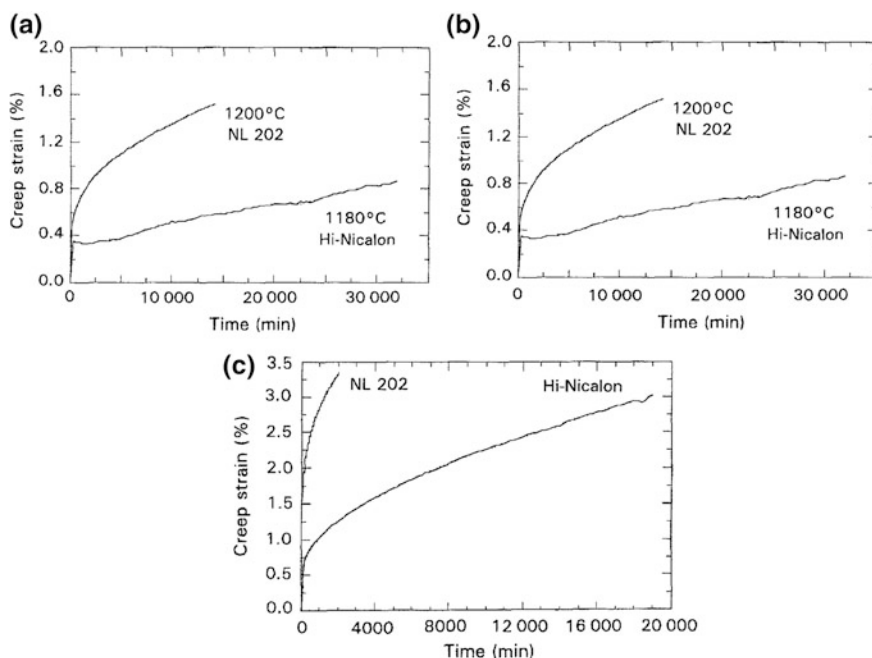 (a)
2.0
1.6
1.2
0.8
0.4
0.0
Creep strain (%)
1200°C
NL 202
1180°C
Hi-Nicalon
0
10 000
20 000
30 000
Time (min)
(b)
2.0
1.6
1.2
0.8
0.4
0.0
Creep strain (%)
1200°C
NL 202
1180°C
Hi-Nicalon
0
10 000
20 000
30 000
Time (min)
(c)
3.5
3.0
2.5
2.0
1.5
1.0
0.5
0.0
Creep strain (%)
NL 202
Hi-Nicalon
0
4000
8000
12 000
16 000
20 000
Time (min)